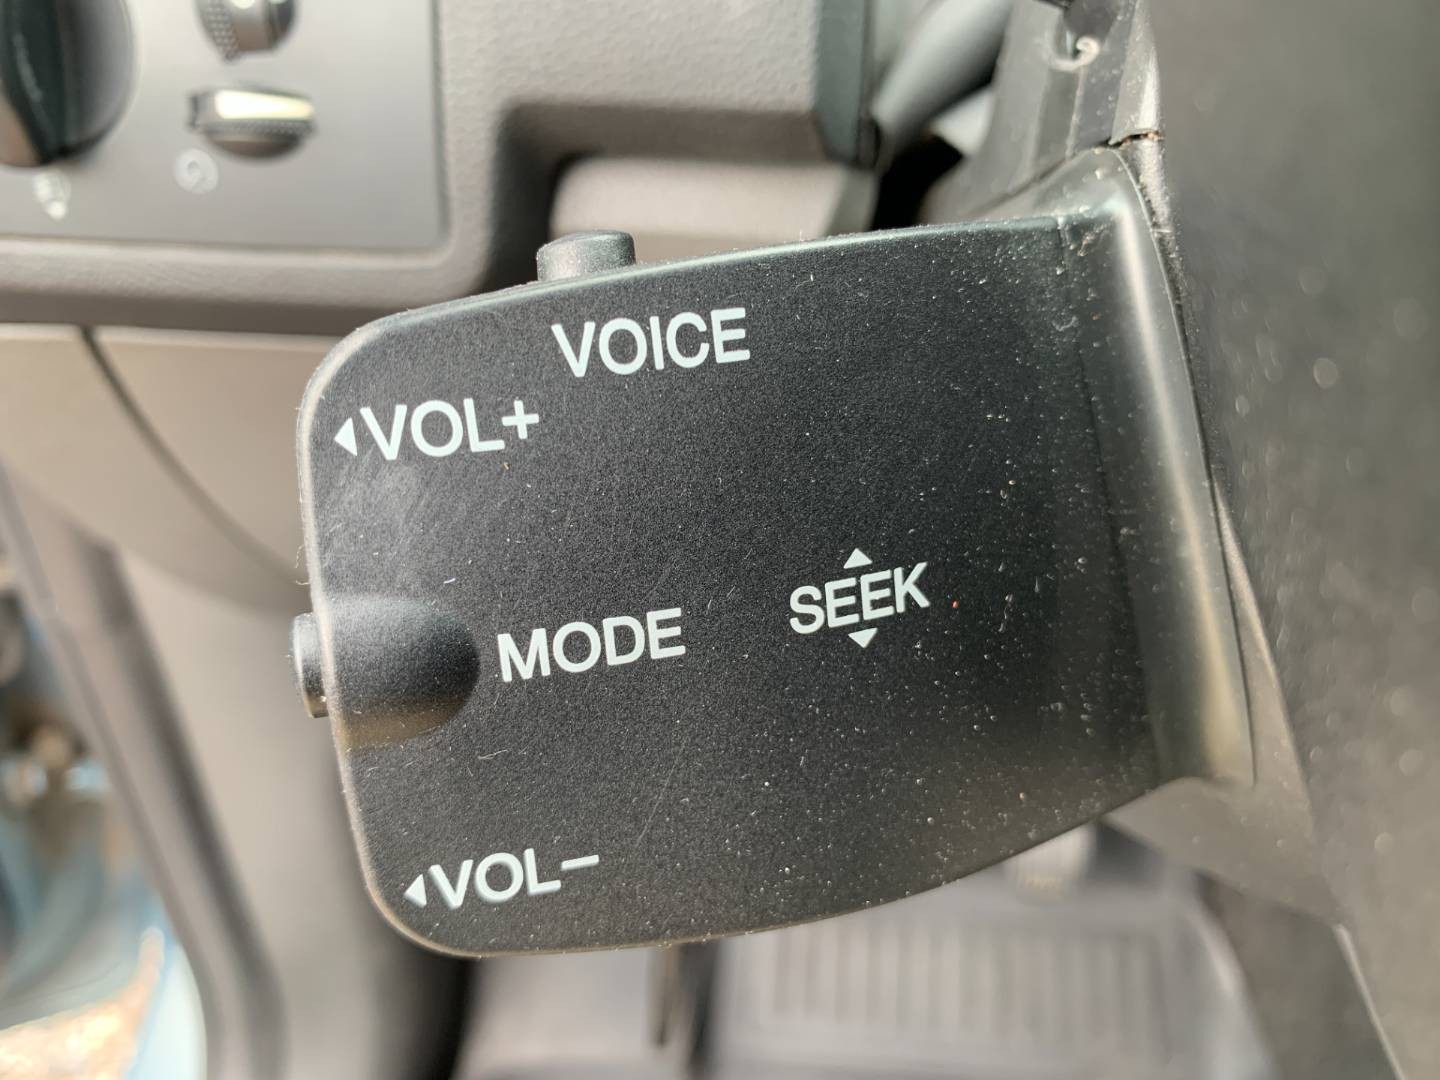 VOICE
◀VOL+
MODE
▲
SEEK
▼
◀VOL−